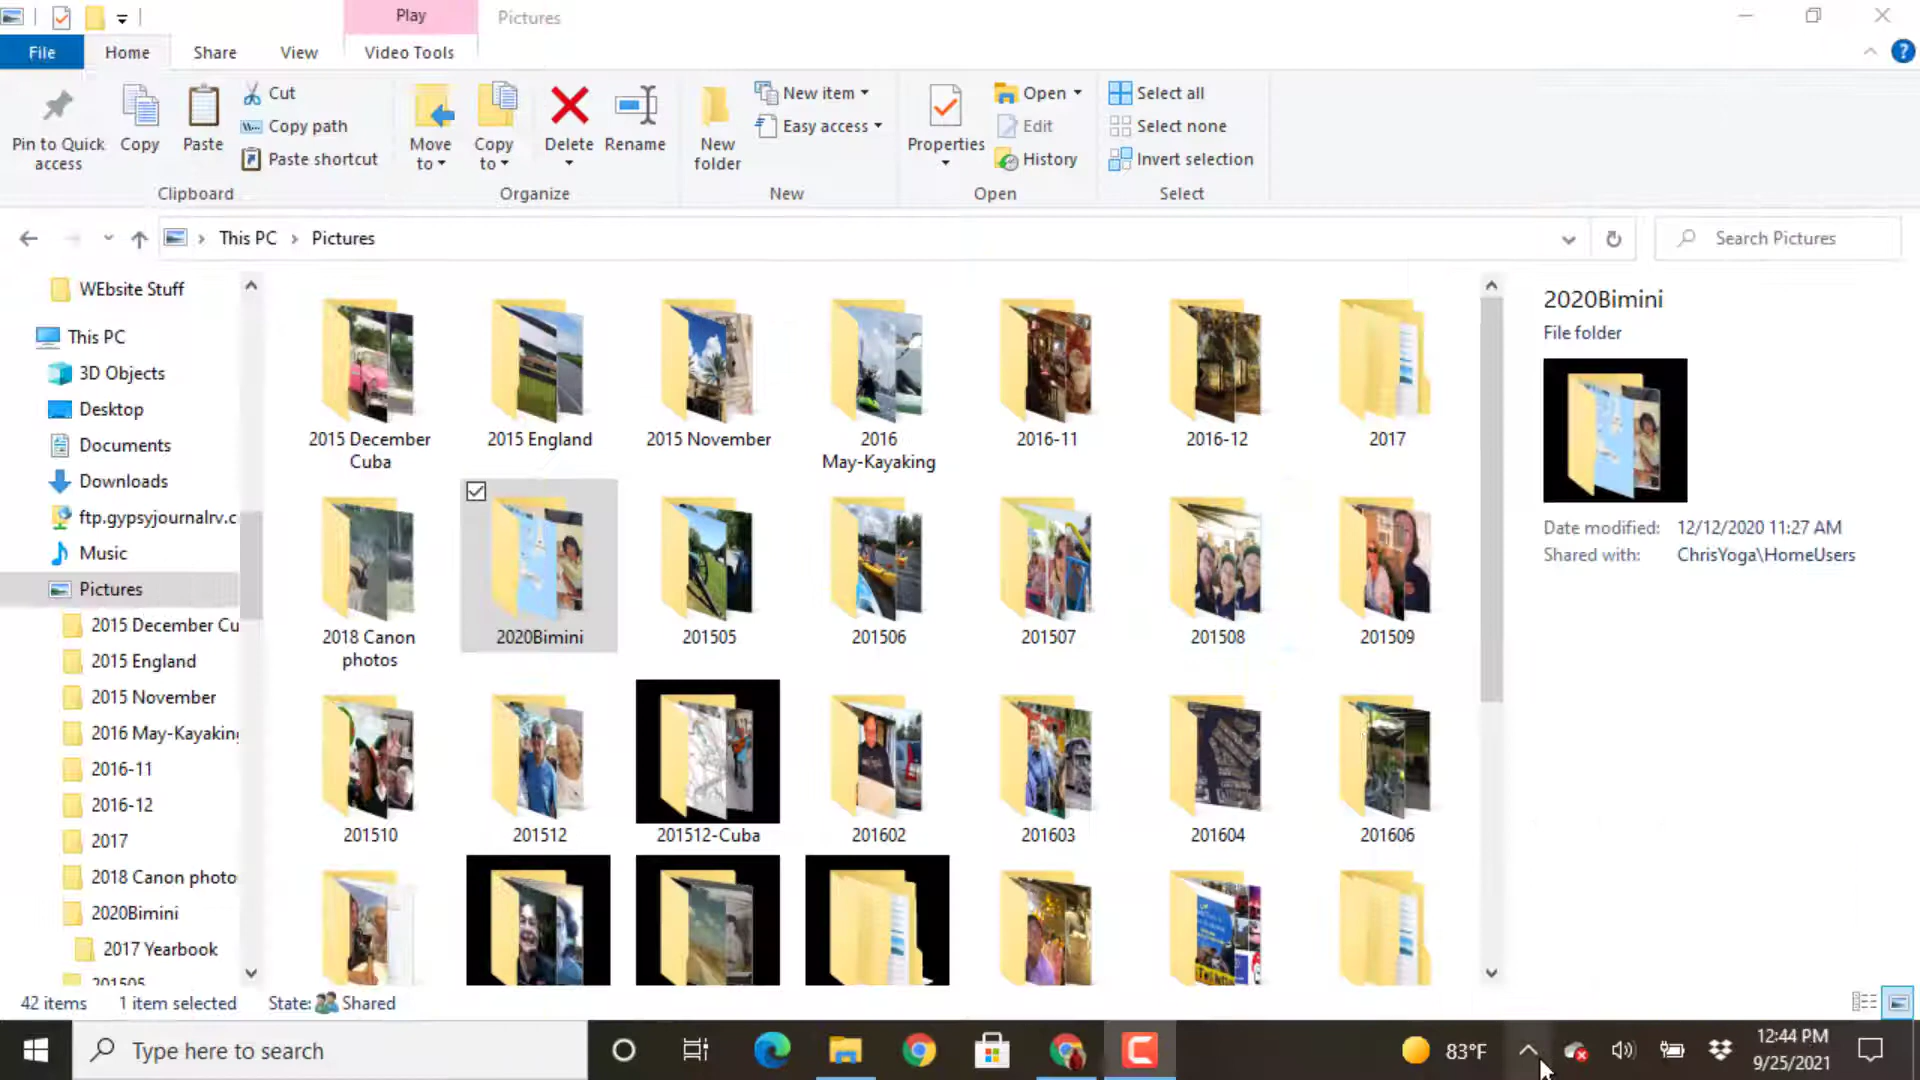 Play
Pictures
File
Home
Share
View
Video Tools
Pin to Quick access
Copy
Paste
Cut
Copy path
Paste shortcut
Clipboard
Move to
Copy to
Delete
Rename
Organize
New folder
New item
Easy access
New
Properties
Open
Edit
History
Open
Select all
Select none
Invert selection
Select
This PC
Pictures
Search Pictures
WEbsite Stuff
This PC
3D Objects
Desktop
Documents
Downloads
ftp.gypsyjournalrv.c
Music
Pictures
2015 December Cu
2015 England
2015 November
2016 May-Kayaking
2016-11
2016-12
2017
2018 Canon photo
2020Bimini
2017 Yearbook
201505
2015 December Cuba
2015 England
2015 November
2016 May-Kayaking
2016-11
2016-12
2017
2018 Canon photos
2020Bimini
201505
201506
201507
201508
201509
201510
201512
201512-Cuba
201602
201603
201604
201606
2020Bimini
File folder
Date modified: 12/12/2020 11:27 AM
Shared with: ChrisYoga\HomeUsers
42 items
1 item selected
State: Shared
Type here to search
83°F
12:44 PM
9/25/2021